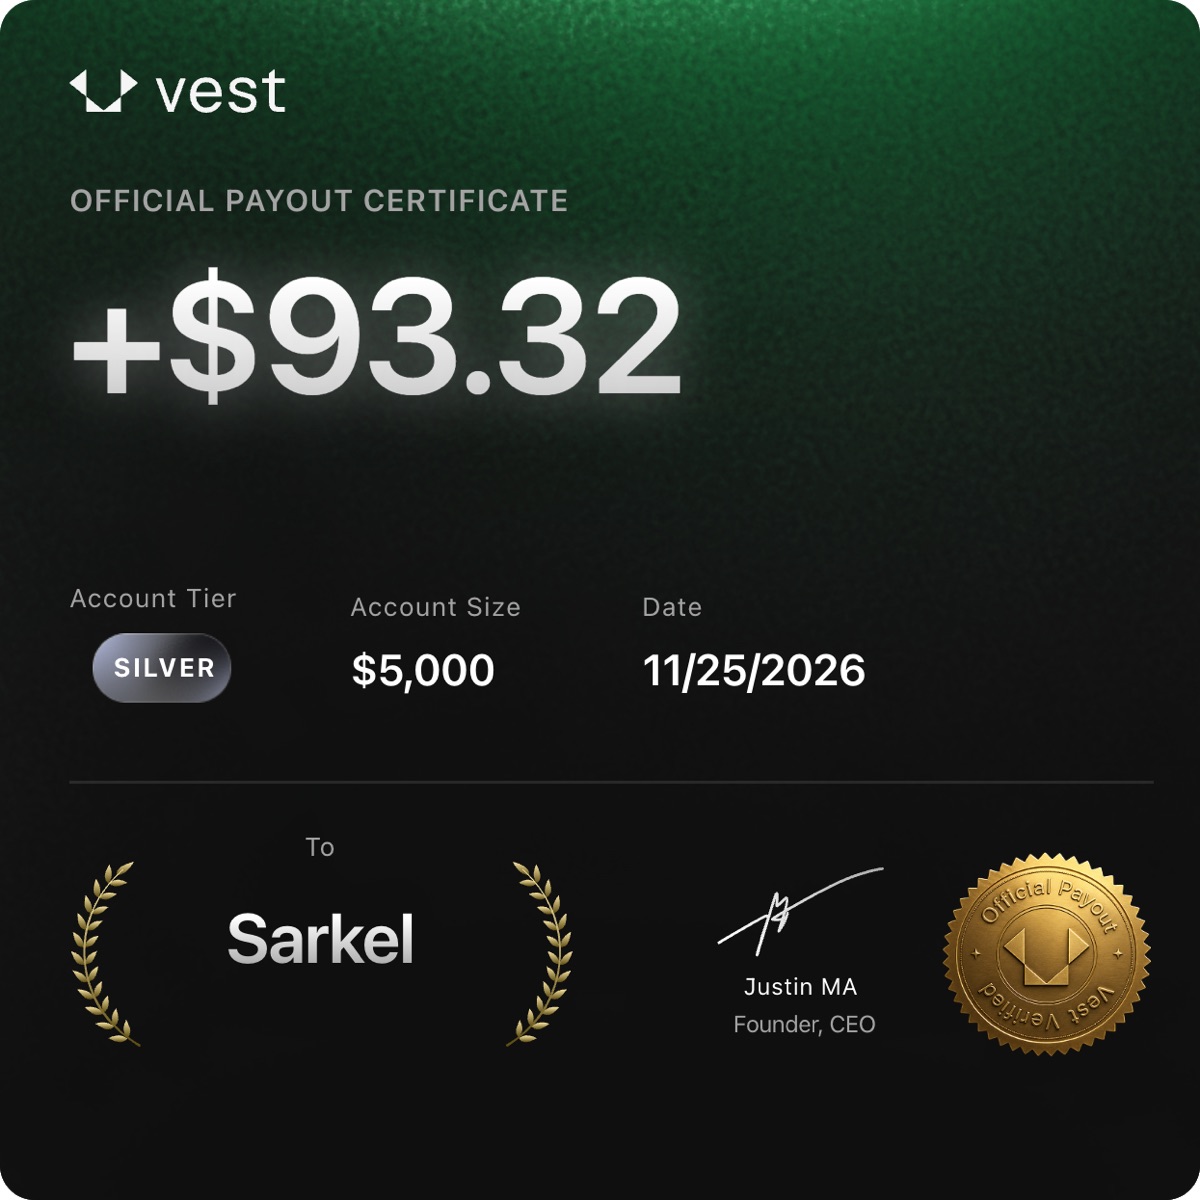 vest
OFFICIAL PAYOUT CERTIFICATE
+$93.32
Account Tier
SILVER
Account Size
$5,000
Date
11/25/2026
To
Sarkel
Justin MA
Founder, CEO
Official Payout
Vest Verified